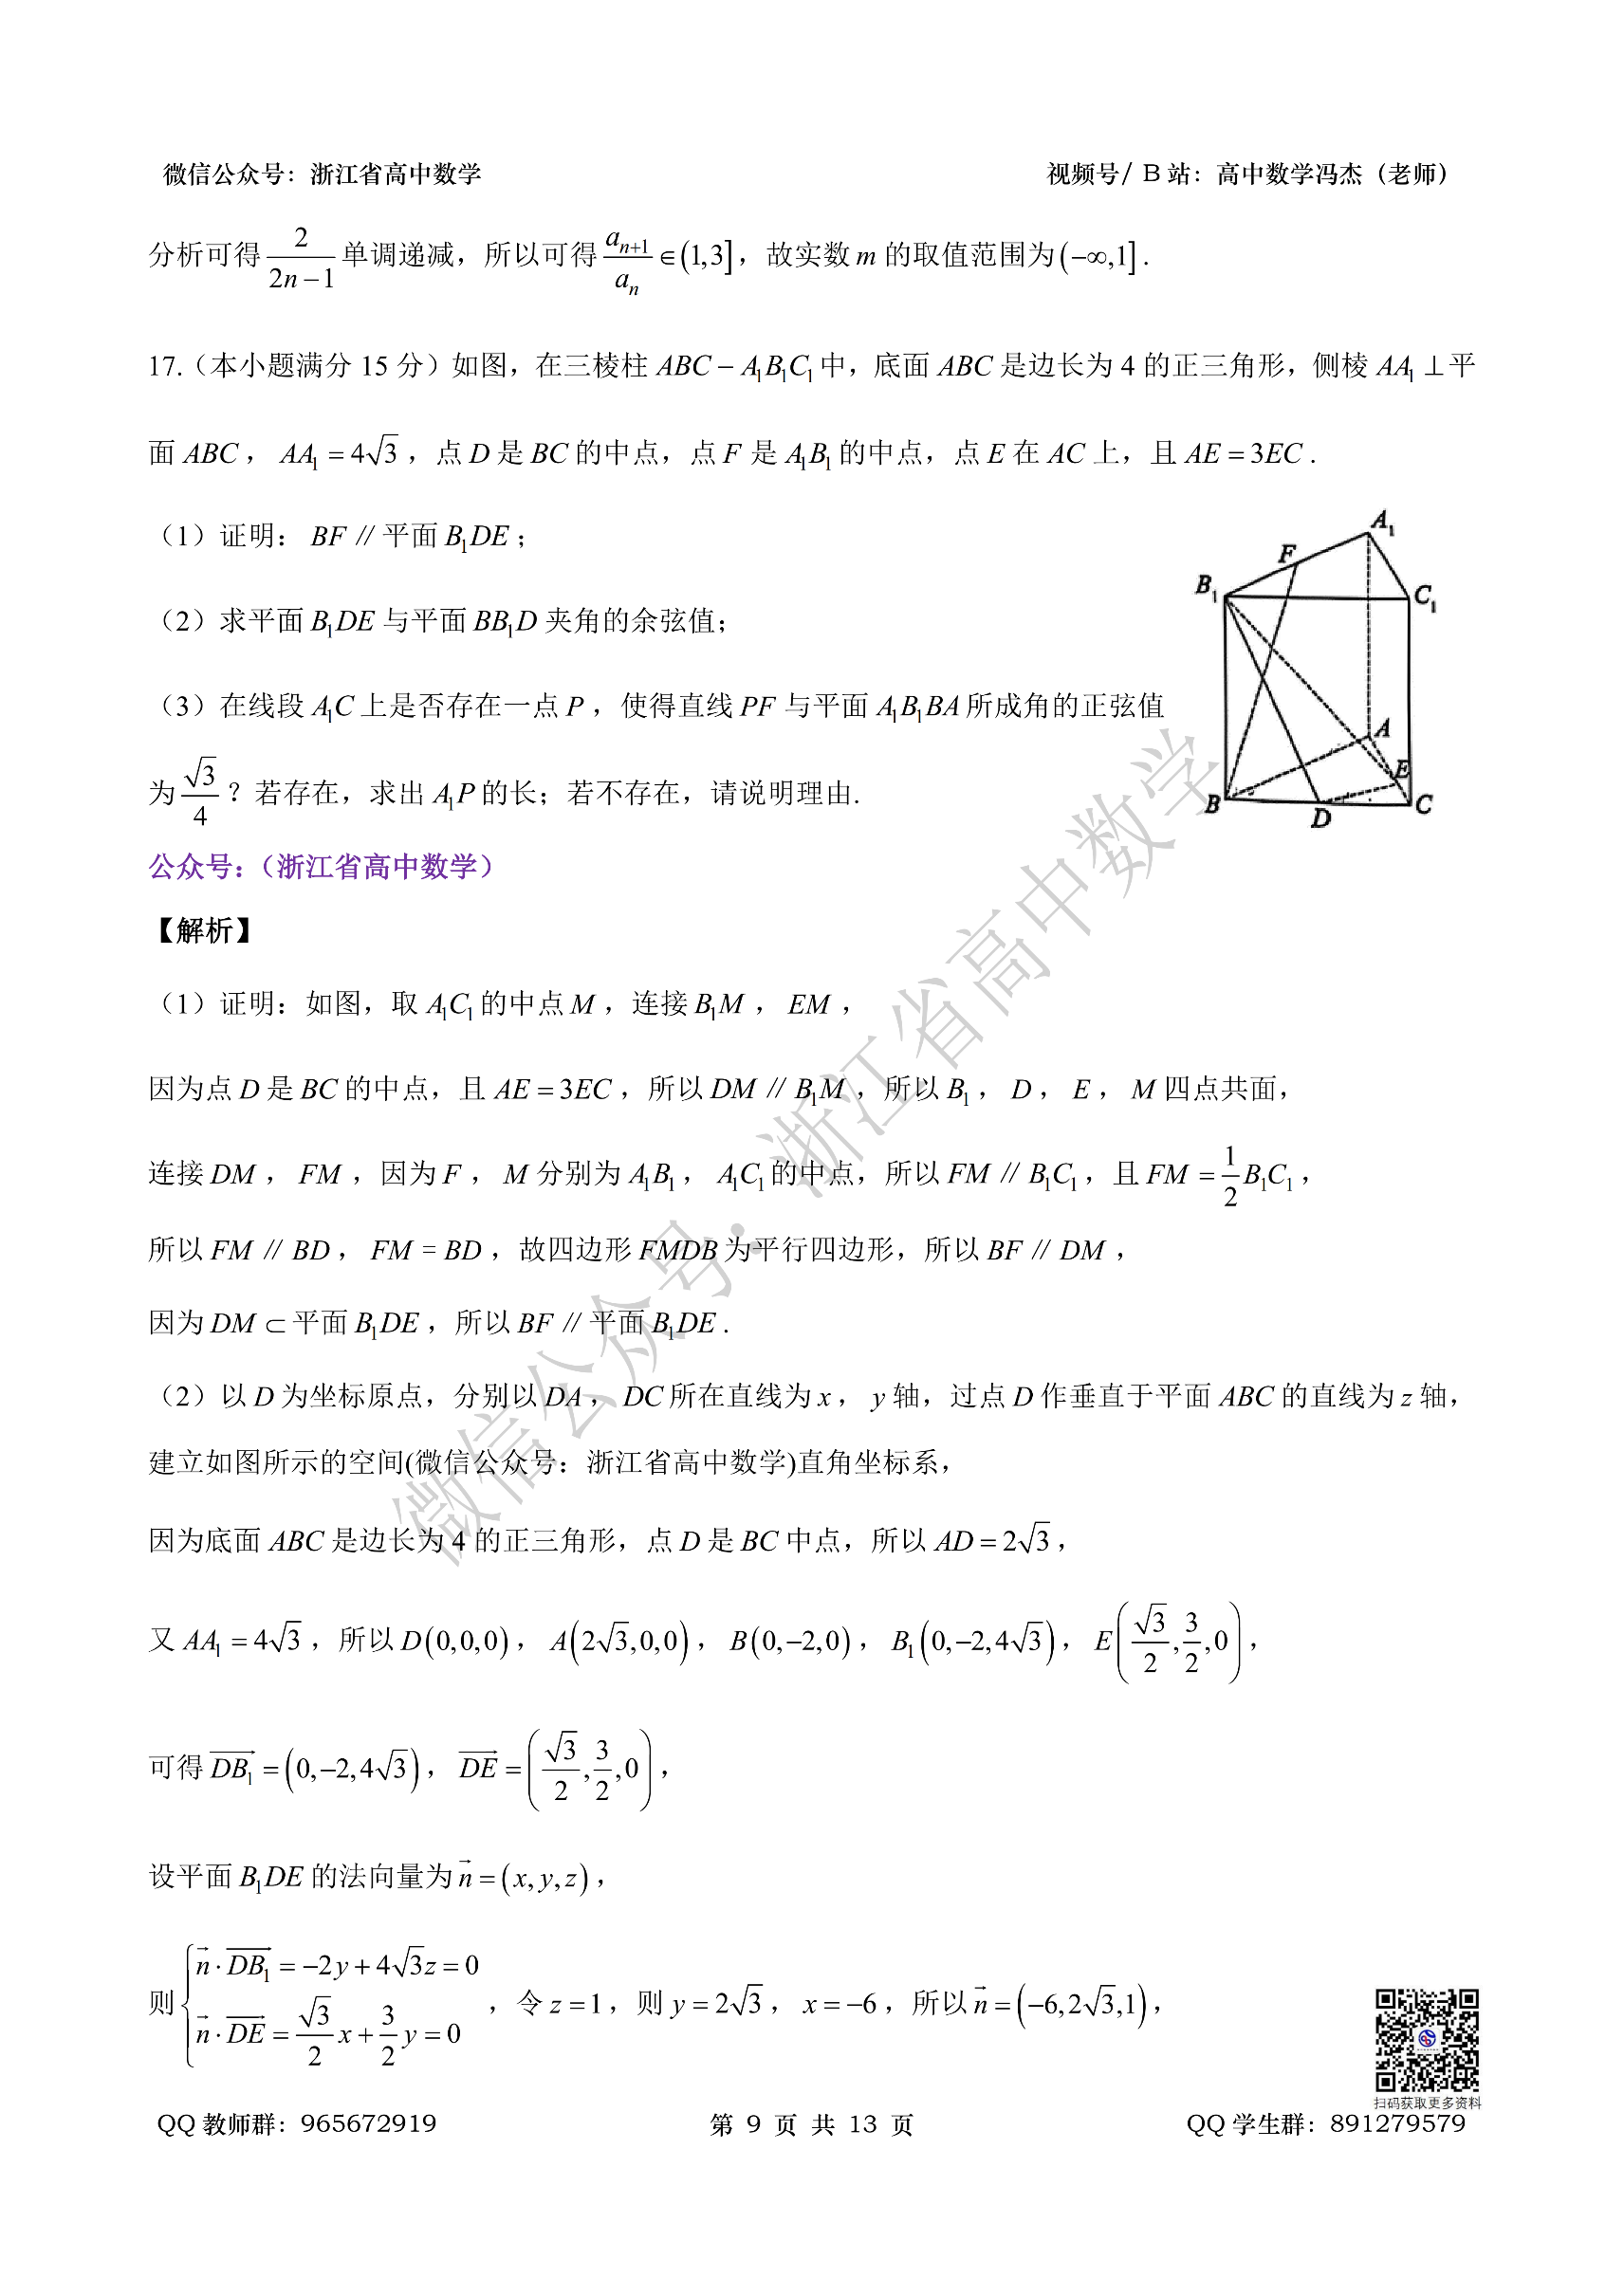 微信公众号：浙江省高中数学
视频号/ B 站：高中数学冯杰（老师）
分析可得 2/(2n−1) 单调递减，所以可得 a_{n+1}/a_n ∈(1,3]，故实数 m 的取值范围为(−∞,1].
17.（本小题满分 15 分）如图，在三棱柱 ABC − A₁B₁C₁ 中，底面 ABC 是边长为 4 的正三角形，侧棱 AA₁ ⊥平
面 ABC，AA₁ = 4√3，点 D 是 BC 的中点，点 F 是 A₁B₁ 的中点，点 E 在 AC 上，且 AE = 3EC .
（1）证明：BF ∥ 平面 B₁DE；
（2）求平面 B₁DE 与平面 BB₁D 夹角的余弦值；
（3）在线段 A₁C 上是否存在一点 P，使得直线 PF 与平面 A₁B₁BA 所成角的正弦值
为 √3/4？若存在，求出 A₁P 的长；若不存在，请说明理由.
A₁
F
B₁
C₁
A
E
B
D
C
公众号：（浙江省高中数学）
【解析】
（1）证明：如图，取 A₁C₁ 的中点 M，连接 B₁M，EM，
因为点 D 是 BC 的中点，且 AE = 3EC，所以 DM ∥ B₁M，所以 B₁，D，E，M 四点共面，
连接 DM，FM，因为 F，M 分别为 A₁B₁，A₁C₁ 的中点，所以 FM ∥ B₁C₁，且 FM = 1/2 B₁C₁，
所以 FM ∥ BD，FM = BD，故四边形 FMDB 为平行四边形，所以 BF ∥ DM，
因为 DM ⊂ 平面 B₁DE，所以 BF ∥ 平面 B₁DE .
（2）以 D 为坐标原点，分别以 DA，DC 所在直线为 x，y 轴，过点 D 作垂直于平面 ABC 的直线为 z 轴，
建立如图所示的空间(微信公众号：浙江省高中数学)直角坐标系，
因为底面 ABC 是边长为 4 的正三角形，点 D 是 BC 中点，所以 AD = 2√3，
又 AA₁ = 4√3，所以 D(0,0,0)，A(2√3,0,0)，B(0,−2,0)，B₁(0,−2,4√3)，E(√3/2,3/2,0)，
可得 \overrightarrow{DB₁} = (0,−2,4√3)，\overrightarrow{DE} = (√3/2,3/2,0)，
设平面 B₁DE 的法向量为 \vec{n} = (x, y, z)，
则 { \vec{n}·\overrightarrow{DB₁} = −2y + 4√3z = 0
\vec{n}·\overrightarrow{DE} = √3/2 x + 3/2 y = 0，令 z = 1，则 y = 2√3，x = −6，所以 \vec{n} = (−6,2√3,1)，
微信公众号：浙江省高中数学
扫码获取更多资料
QQ 教师群：965672919
第 9 页 共 13 页
QQ 学生群：891279579